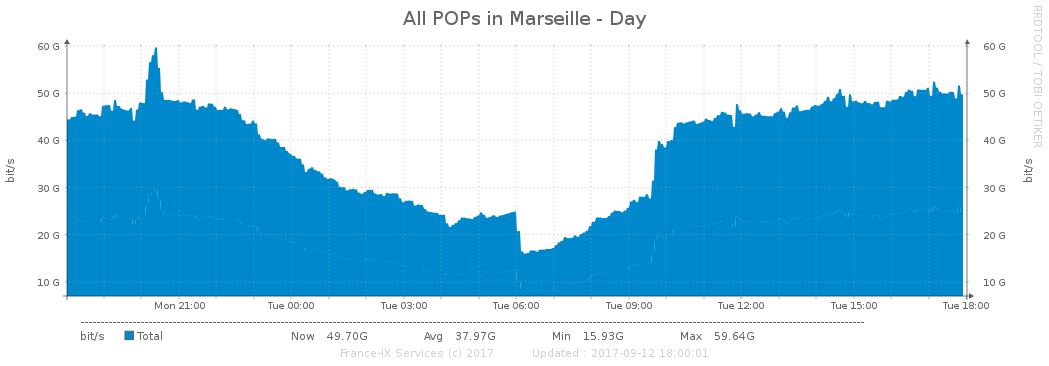 All POPs in Marseille - Day
RRDTOOL / TOBI OETIKER
60 G 60 G
50 G 50 G
40 G 40 G
30 G 30 G
20 G 20 G
10 G 10 G
bit/s
bit/s
Mon 21:00 Tue 00:00 Tue 03:00 Tue 06:00 Tue 09:00 Tue 12:00 Tue 15:00 Tue 18:00
bit/s Total Now 49.70G Avg 37.97G Min 15.93G Max 59.64G
France-IX Services (c) 2017 Updated : 2017-09-12 18:00:01